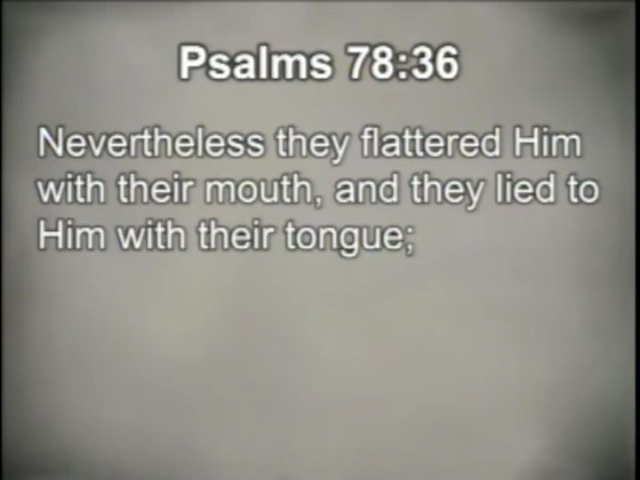 Psalms 78:36
Nevertheless they flattered Him
with their mouth, and they lied to
Him with their tongue;